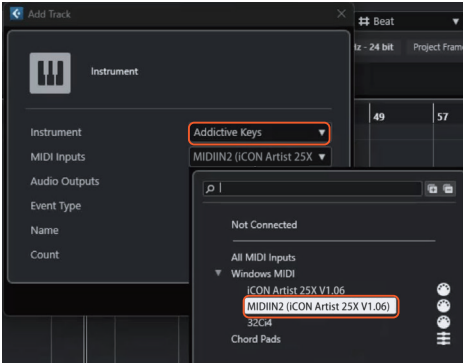 Add Track
Beat
Hz - 24 bit
Project Fram
49
57
Instrument
Instrument
Addictive Keys
MIDI Inputs
MIDIIN2 (iCON Artist 25X
Audio Outputs
Event Type
Name
Count
Not Connected
All MIDI Inputs
Windows MIDI
iCON Artist 25X V1.06
MIDIIN2 (iCON Artist 25X V1.06)
32Ci4
Chord Pads